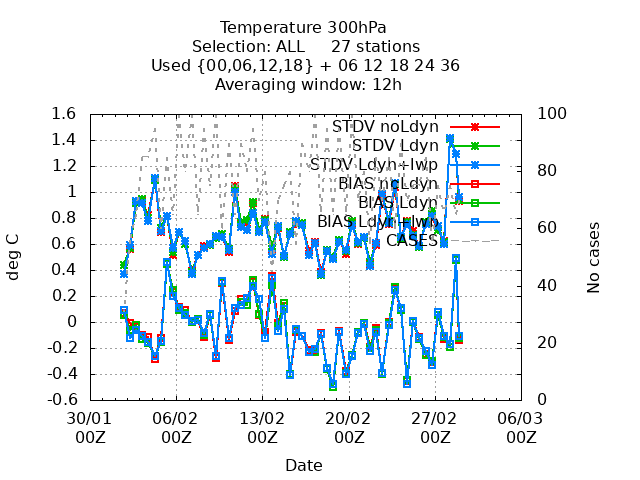 Temperature 300hPa
Selection: ALL 27 stations
Used {00,06,12,18} + 06 12 18 24 36
Averaging window: 12h
1.6
1.4
1.2
1
0.8
0.6
0.4
0.2
0
-0.2
-0.4
-0.6
deg C
100
80
60
40
20
0
No cases
STDV noLdyn
STDV Ldyn
STDV Ldyn+lwp
BIAS noLdyn
BIAS Ldyn
BIAS Ldyn+lwp
CASES
30/01 06/02 13/02 20/02 27/02 06/03
00Z 00Z 00Z 00Z 00Z 00Z
Date